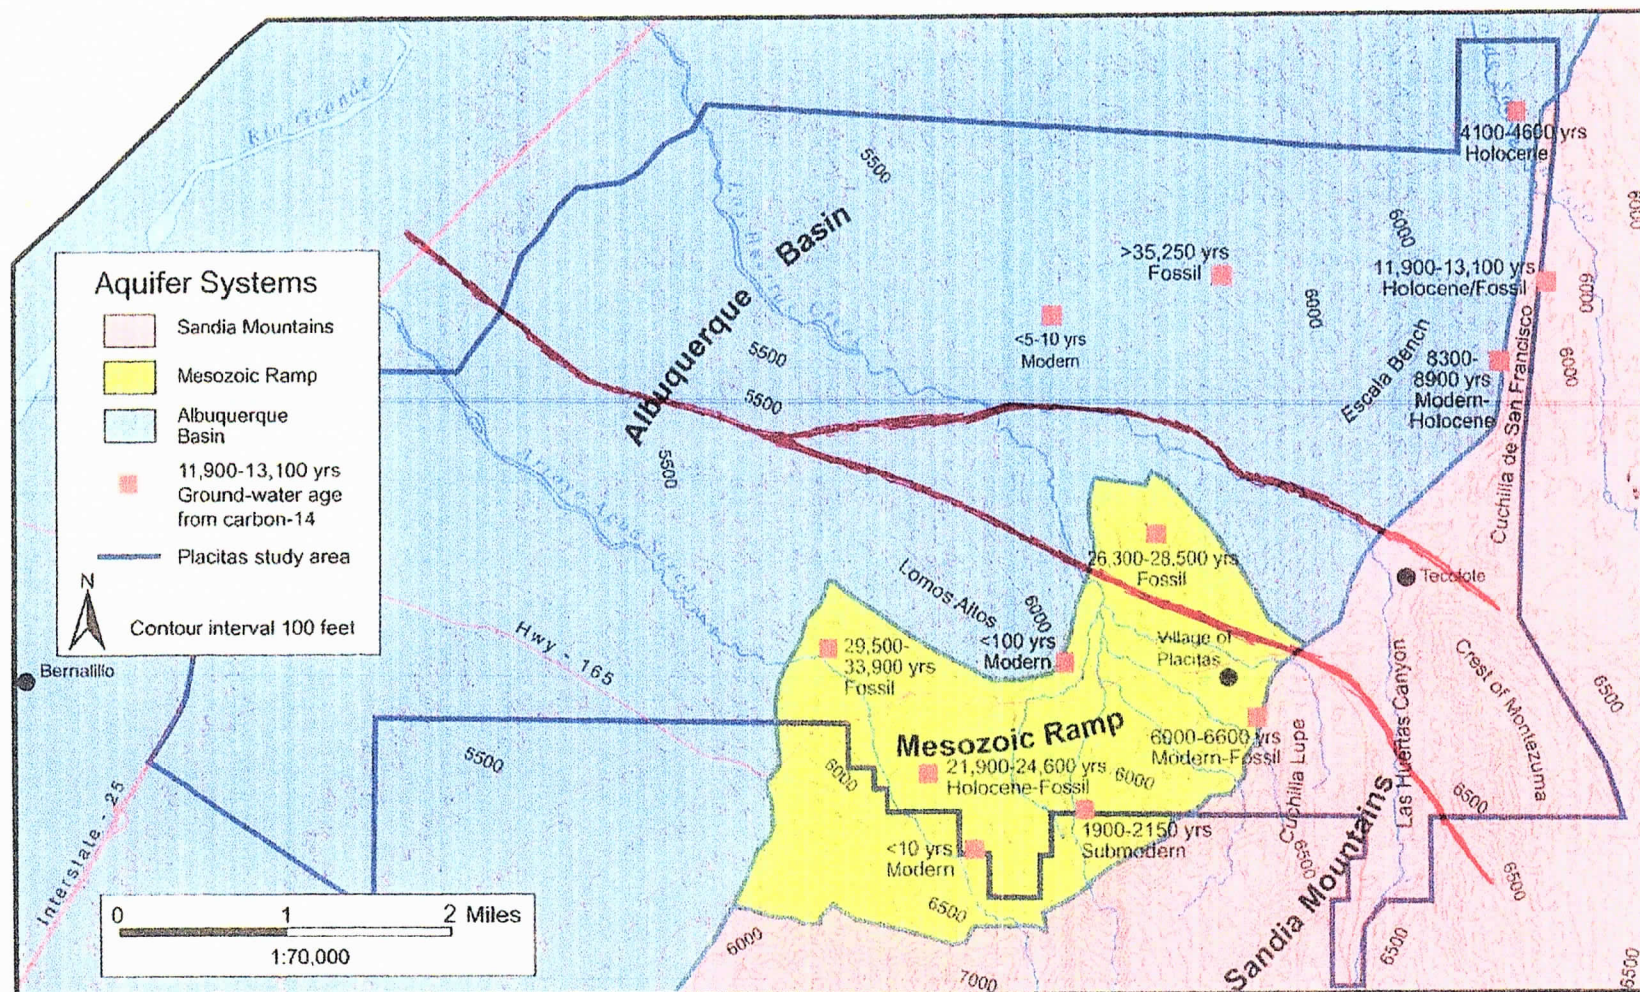 Rio Grande
4100-4600 yrs
Holocene
5500
6000
6000
Basin
Las Huertas Creek
>35,250 yrs
Fossil
11,900-13,100 yrs
Holocene/Fossil
6000
6000
Aquifer Systems
Sandia Mountains
Mesozoic Ramp
Albuquerque
Basin
11,900-13,100 yrs
Ground-water age
from carbon-14
Placitas study area
N
Contour interval 100 feet
Albuquerque
5500
5500
5500
<5-10 yrs
Modern
Escala Bench
8300-
8900 yrs
Modern-
Holocene
Cuchilla de San Francisco
6000
Arroyo Agua Sarca
Lomos Altos
6000
26,300-28,500 yrs
Fossil
Tecolote
Bernalillo
Hwy - 165
29,500-
33,900 yrs
Fossil
<100 yrs
Modern
Village of
Placitas
Las Huertas Canyon
Crest of Montezuma
6500
Mesozoic Ramp
6000-6600 yrs
Modern-Fossil
Cuchilla Lupe
5500
6000
21,900-24,600 yrs
Holocene-Fossil
6000
6500
Interstate - 25
<10 yrs
Modern
1900-2150 yrs
Submodern
6500
6500
Sandia Mountains
0 1 2 Miles
1:70,000
6500
6000
7000
6500
6500